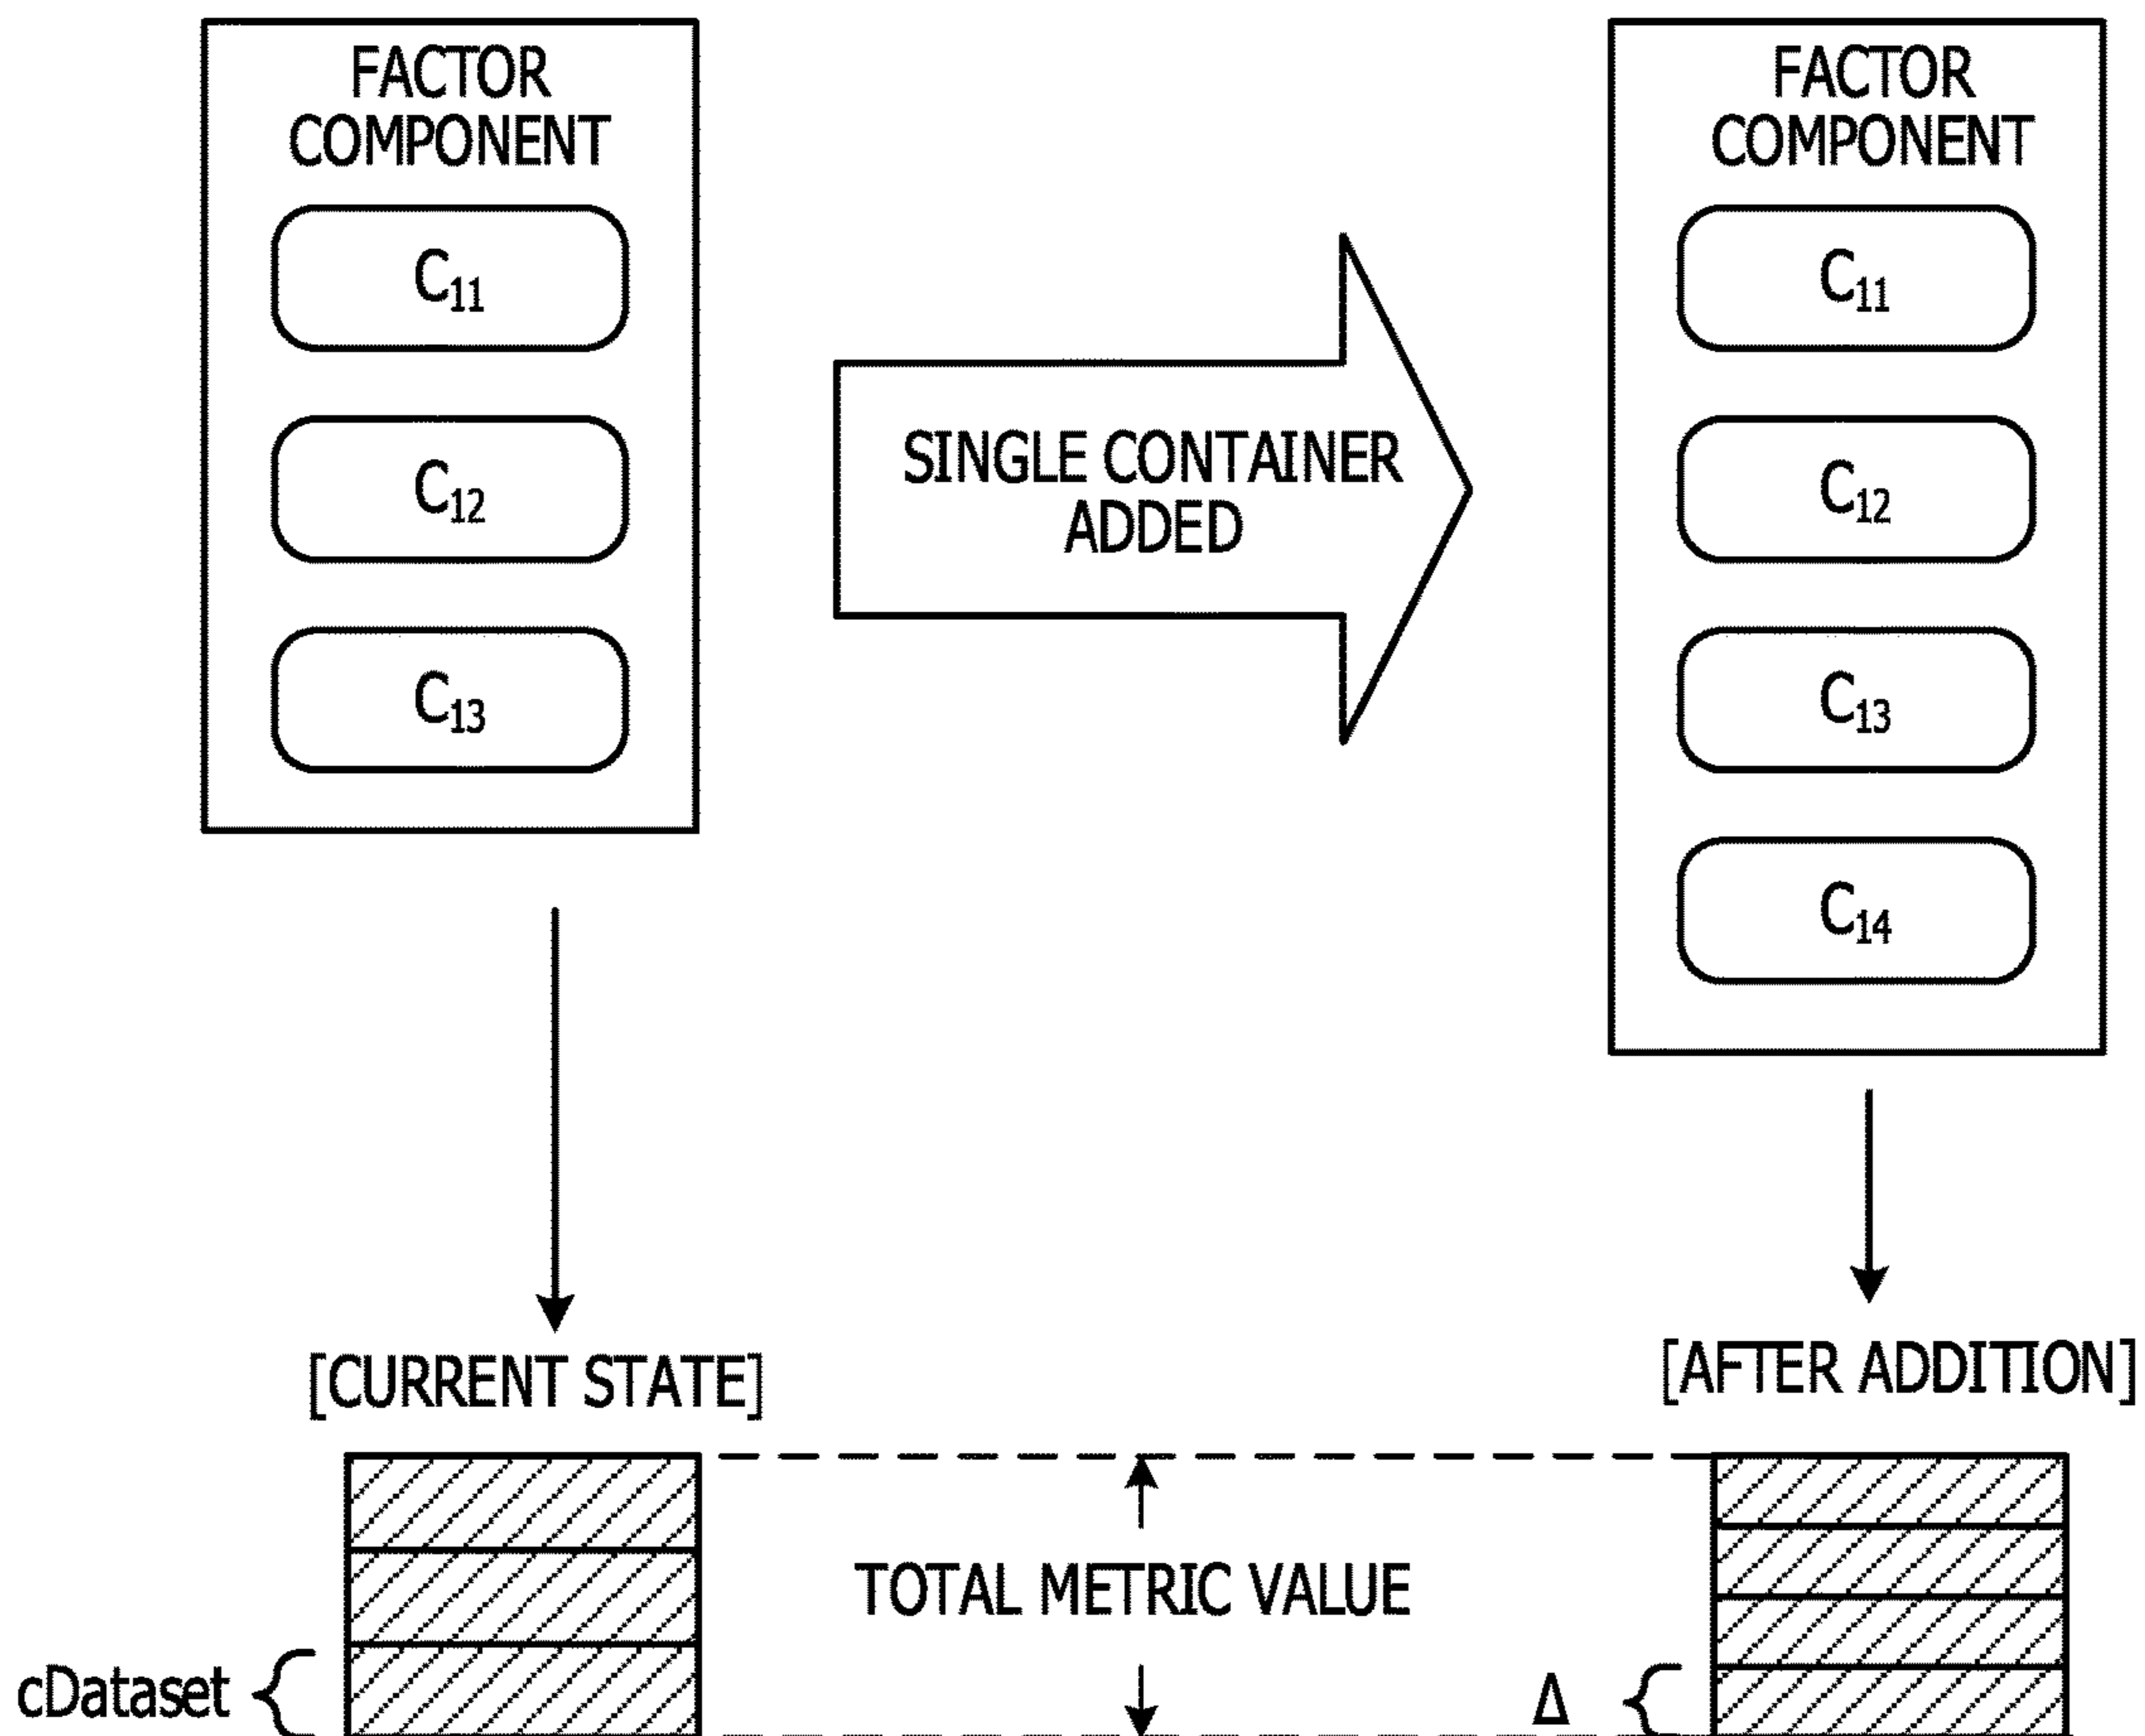 FACTOR
COMPONENT
C₁₁
C₁₂
C₁₃
SINGLE CONTAINER
ADDED
FACTOR
COMPONENT
C₁₁
C₁₂
C₁₃
C₁₄
[CURRENT STATE]
[AFTER ADDITION]
TOTAL METRIC VALUE
cDataset
Δ